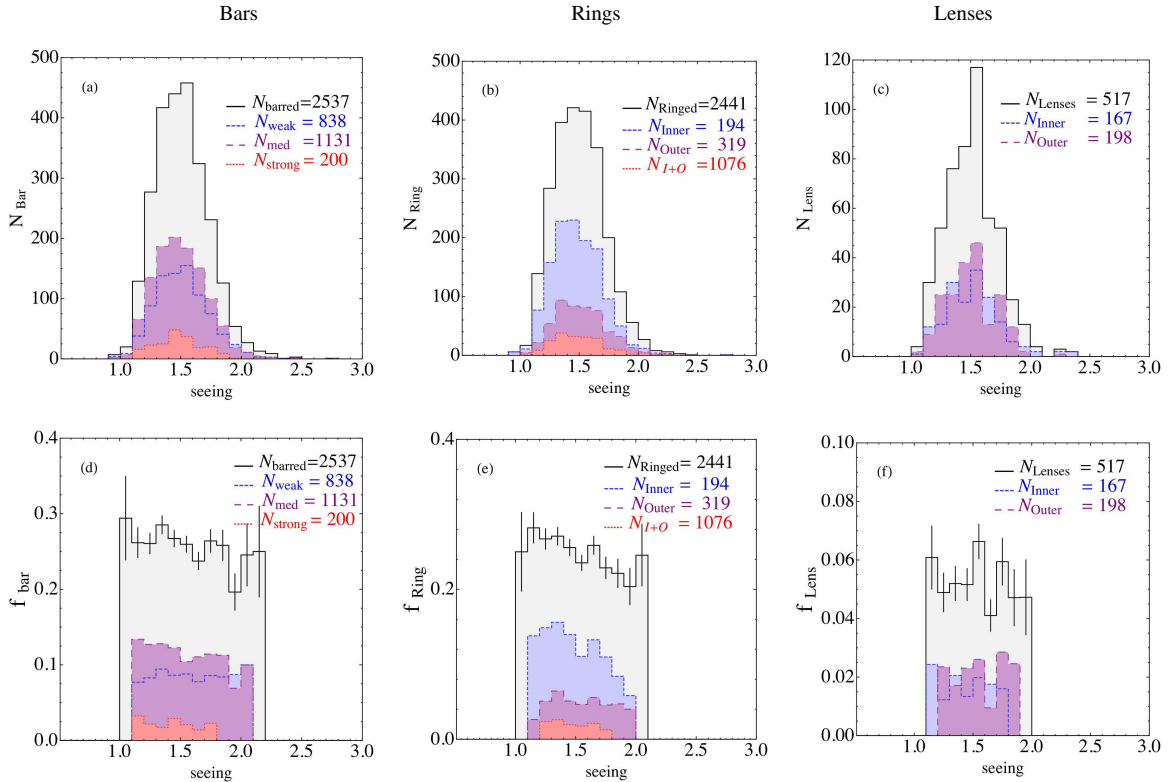 Bars Rings Lenses
(a)
N_barred=2537
N_weak= 838
N_med =1131
N_strong= 200
N_Bar
500
400
300
200
100
0
1.0 1.5 2.0 2.5 3.0
seeing
(b)
N_Ringed= 2441
N_Inner = 194
N_Outer = 319
N_I+O =1076
N_Ring
500
400
300
200
100
0
1.0 1.5 2.0 2.5 3.0
seeing
(c)
N_Lenses = 517
N_Inner = 167
N_Outer = 198
N_Lens
120
100
80
60
40
20
0
1.0 1.5 2.0 2.5 3.0
seeing
(d)
N_barred=2537
N_weak = 838
N_med = 1131
N_strong= 200
f_bar
0.4
0.3
0.2
0.1
0.0
1.0 1.5 2.0 2.5 3.0
seeing
(e)
N_Ringed= 2441
N_Inner = 194
N_Outer = 319
N_I+O = 1076
f_Ring
0.4
0.2
0.0
1.0 1.5 2.0 2.5 3.0
seeing
(f)
N_Lenses = 517
N_Inner = 167
N_Outer = 198
f_Lens
0.10
0.08
0.06
0.04
0.02
0.00
1.0 1.5 2.0 2.5 3.0
seeing